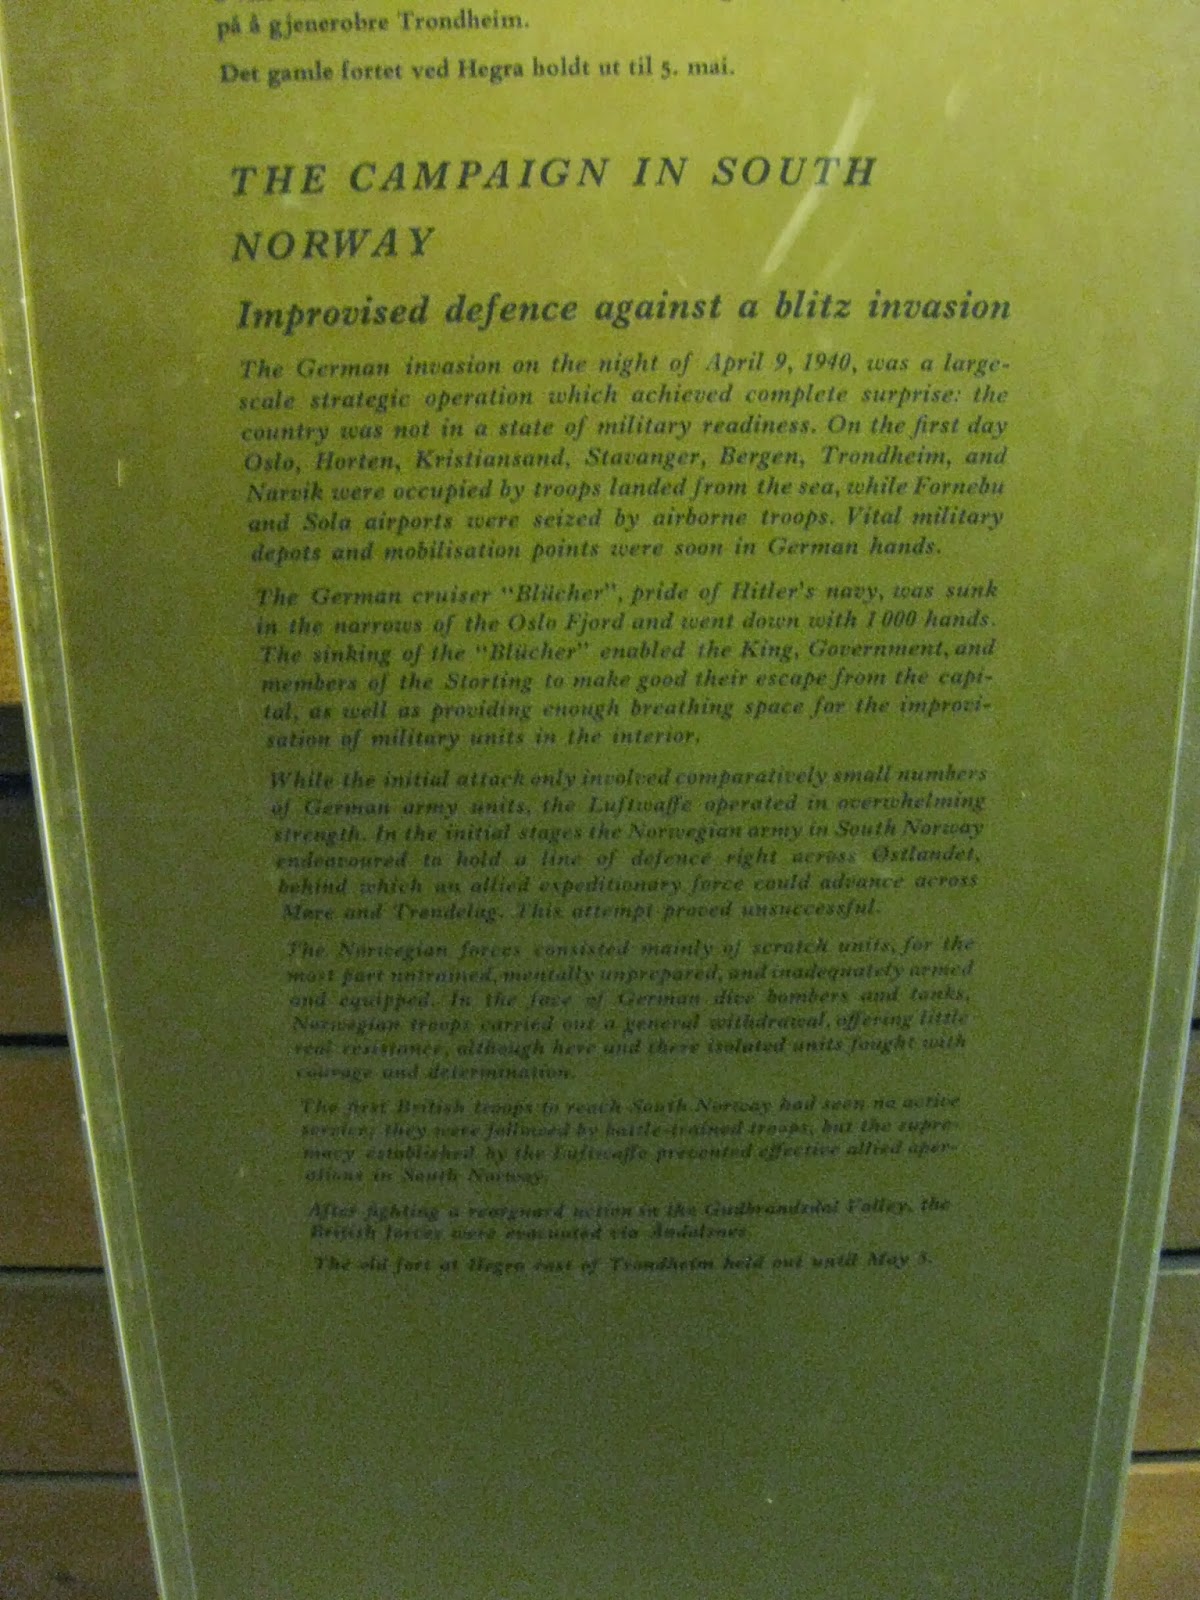 på å gjenerobre Trondheim.
Det gamle fortet ved Hegra holdt ut til 5. mai.
THE CAMPAIGN IN SOUTH
NORWAY
Improvised defence against a blitz invasion
The German invasion on the night of April 9, 1940, was a large-
scale strategic operation which achieved complete surprise: the
country was not in a state of military readiness. On the first day
Oslo, Horten, Kristiansand, Stavanger, Bergen, Trondheim, and
Narvik were occupied by troops landed from the sea, while Fornebu
and Sola airports were seized by airborne troops. Vital military
depots and mobilisation points were soon in German hands.
The German cruiser "Blücher", pride of Hitler's navy, was sunk
in the narrows of the Oslo Fjord and went down with 1000 hands.
The sinking of the "Blücher" enabled the King, Government, and
members of the Storting to make good their escape from the capi-
tal, as well as providing enough breathing space for the improvi-
sation of military units in the interior.
While the initial attack only involved comparatively small numbers
of German army units, the Luftwaffe operated in overwhelming
strength. In the initial stages the Norwegian army in South Norway
endeavoured to hold a line of defence right across Østlandet,
behind which an allied expeditionary force could advance across
Møre and Trøndelag. This attempt proved unsuccessful.
The Norwegian forces consisted mainly of scratch units, for the
most part untrained, mentally unprepared, and inadequately armed
and equipped. In the face of German dive bombers and tanks,
Norwegian troops carried out a general withdrawal, offering little
real resistance, although here and there isolated units fought with
courage and determination.
The first British troops to reach South Norway had seen no active
service; they were followed by battle-trained troops, but the supre-
macy established by the Luftwaffe prevented effective allied oper-
ations in South Norway.
After fighting a rearguard action in the Gudbrandsdal Valley, the
British forces were evacuated via Åndalsnes.
The old fort at Hegra east of Trondheim held out until May 5.